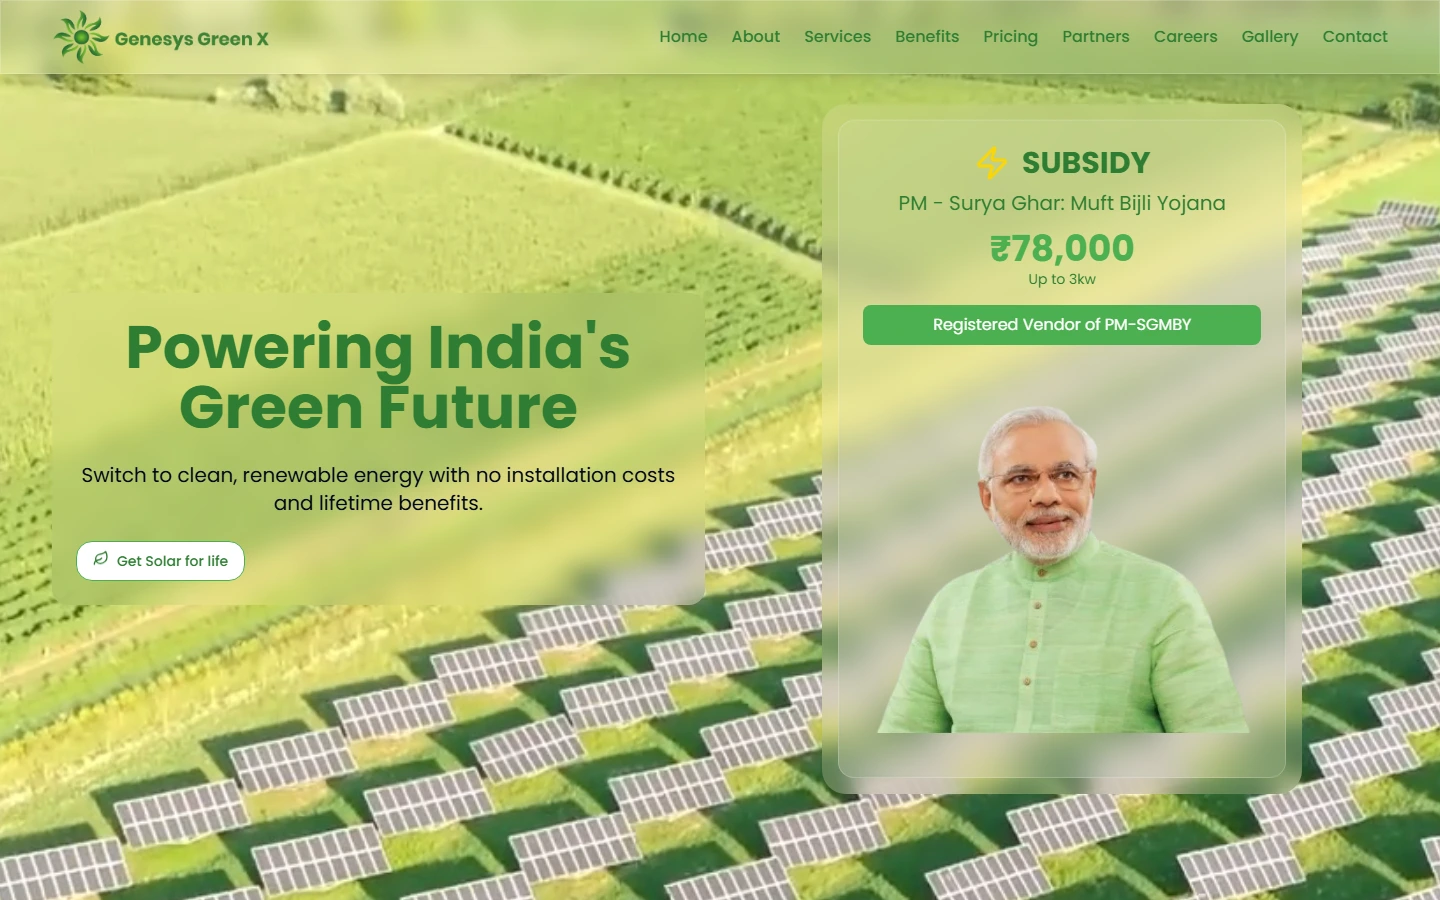 Genesys Green X
Home
About
Services
Benefits
Pricing
Partners
Careers
Gallery
Contact
Powering India's
Green Future
Switch to clean, renewable energy with no installation costs
and lifetime benefits.
Get Solar for life
SUBSIDY
PM - Surya Ghar: Muft Bijli Yojana
₹78,000
Up to 3kw
Registered Vendor of PM-SGMBY